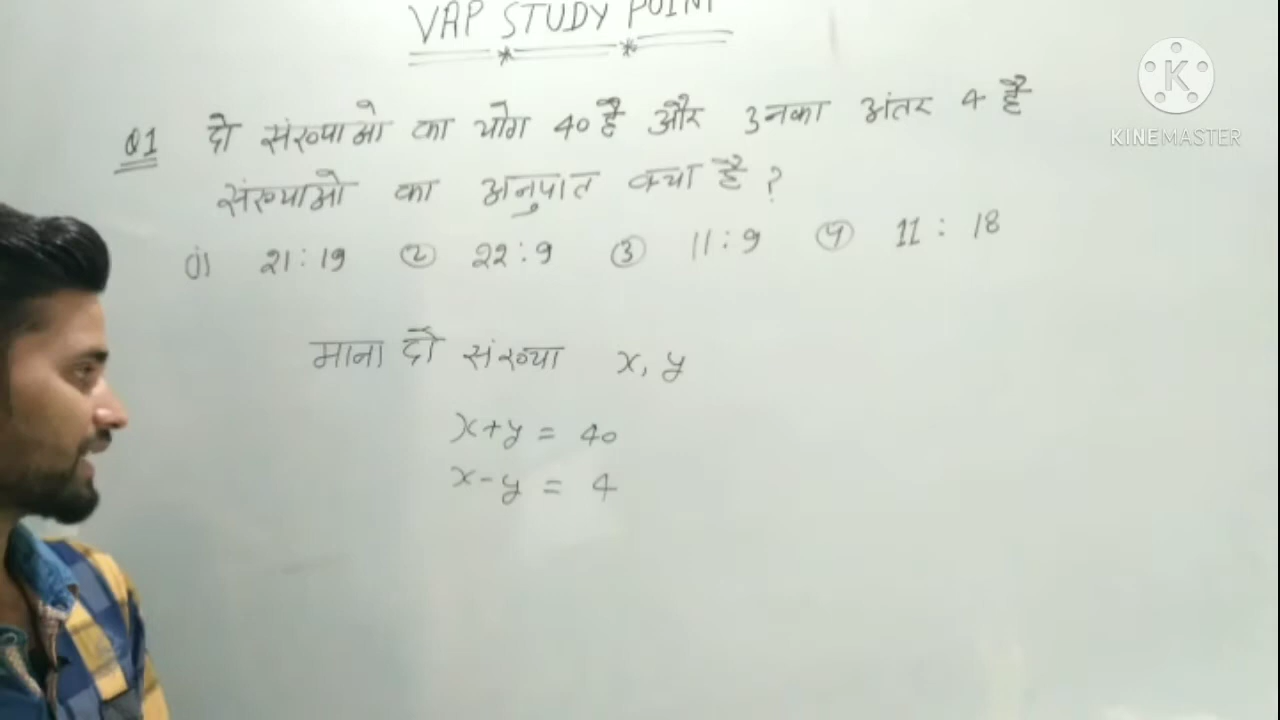 VAP STUDY POINT
Q1 दो संख्याओ का योग 40 है और उनका अंतर 4 है
संख्याओ का अनुपात क्या है ?
(1) 21 : 19 (2) 22 : 9 (3) 11 : 9 (4) 11 : 18
माना दो संख्या x, y
x+y = 40
x-y = 4
K
KINEMASTER